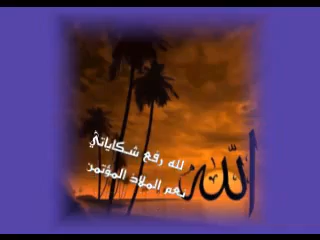 لله رفع شكاياتي
نعم الملاذ المؤتمن
الله